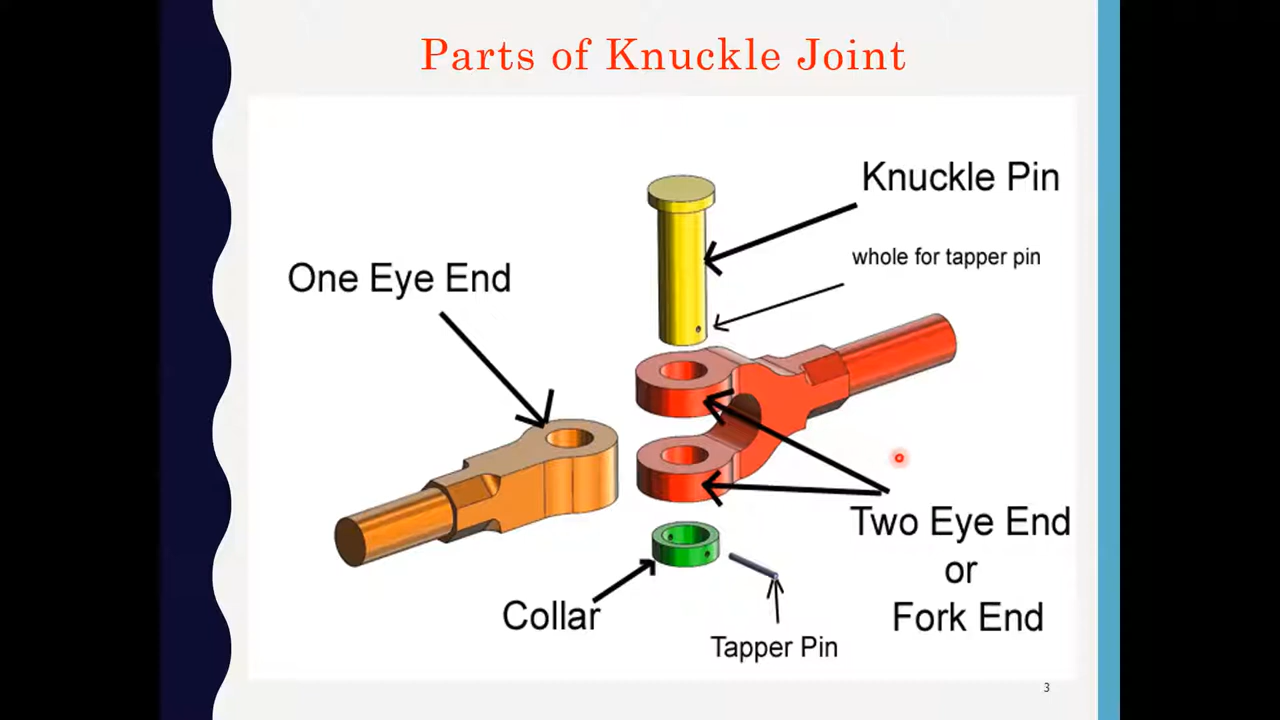 Parts of Knuckle Joint
Knuckle Pin
whole for tapper pin
One Eye End
Two Eye End
or
Fork End
Collar
Tapper Pin
3